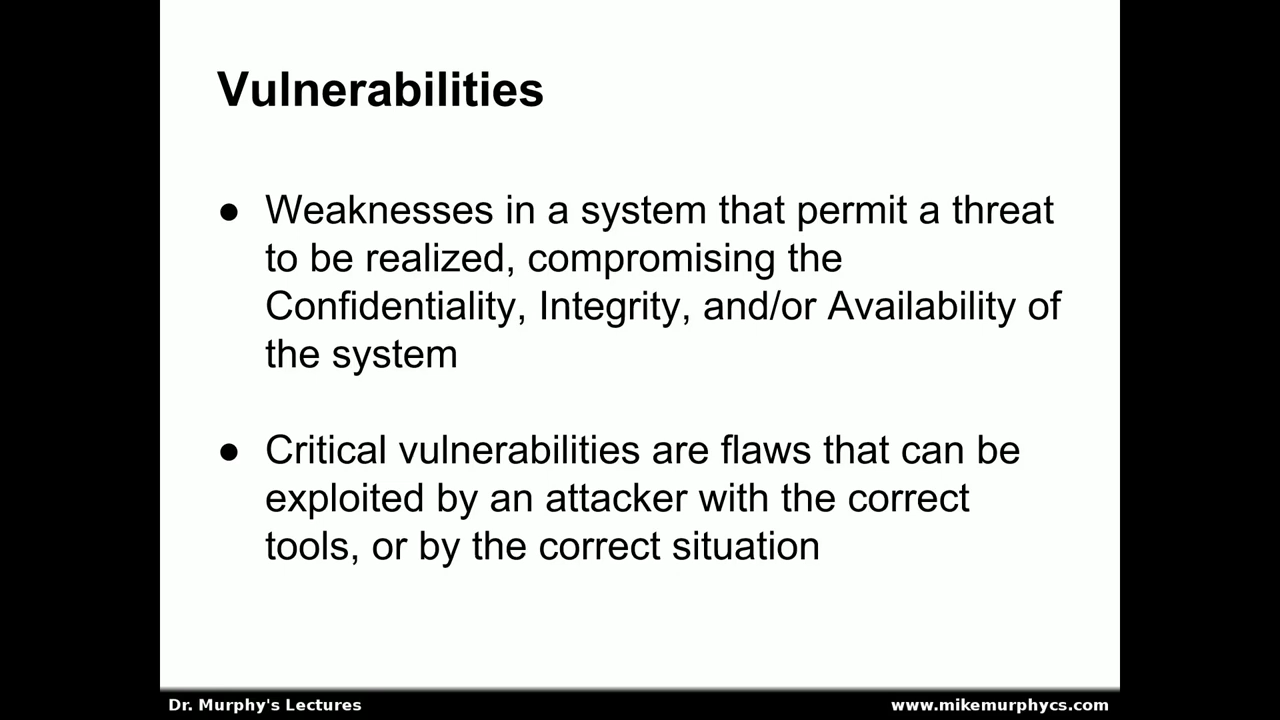 Vulnerabilities
● Weaknesses in a system that permit a threat
to be realized, compromising the
Confidentiality, Integrity, and/or Availability of
the system
● Critical vulnerabilities are flaws that can be
exploited by an attacker with the correct
tools, or by the correct situation
Dr. Murphy's Lectures
www.mikemurphycs.com